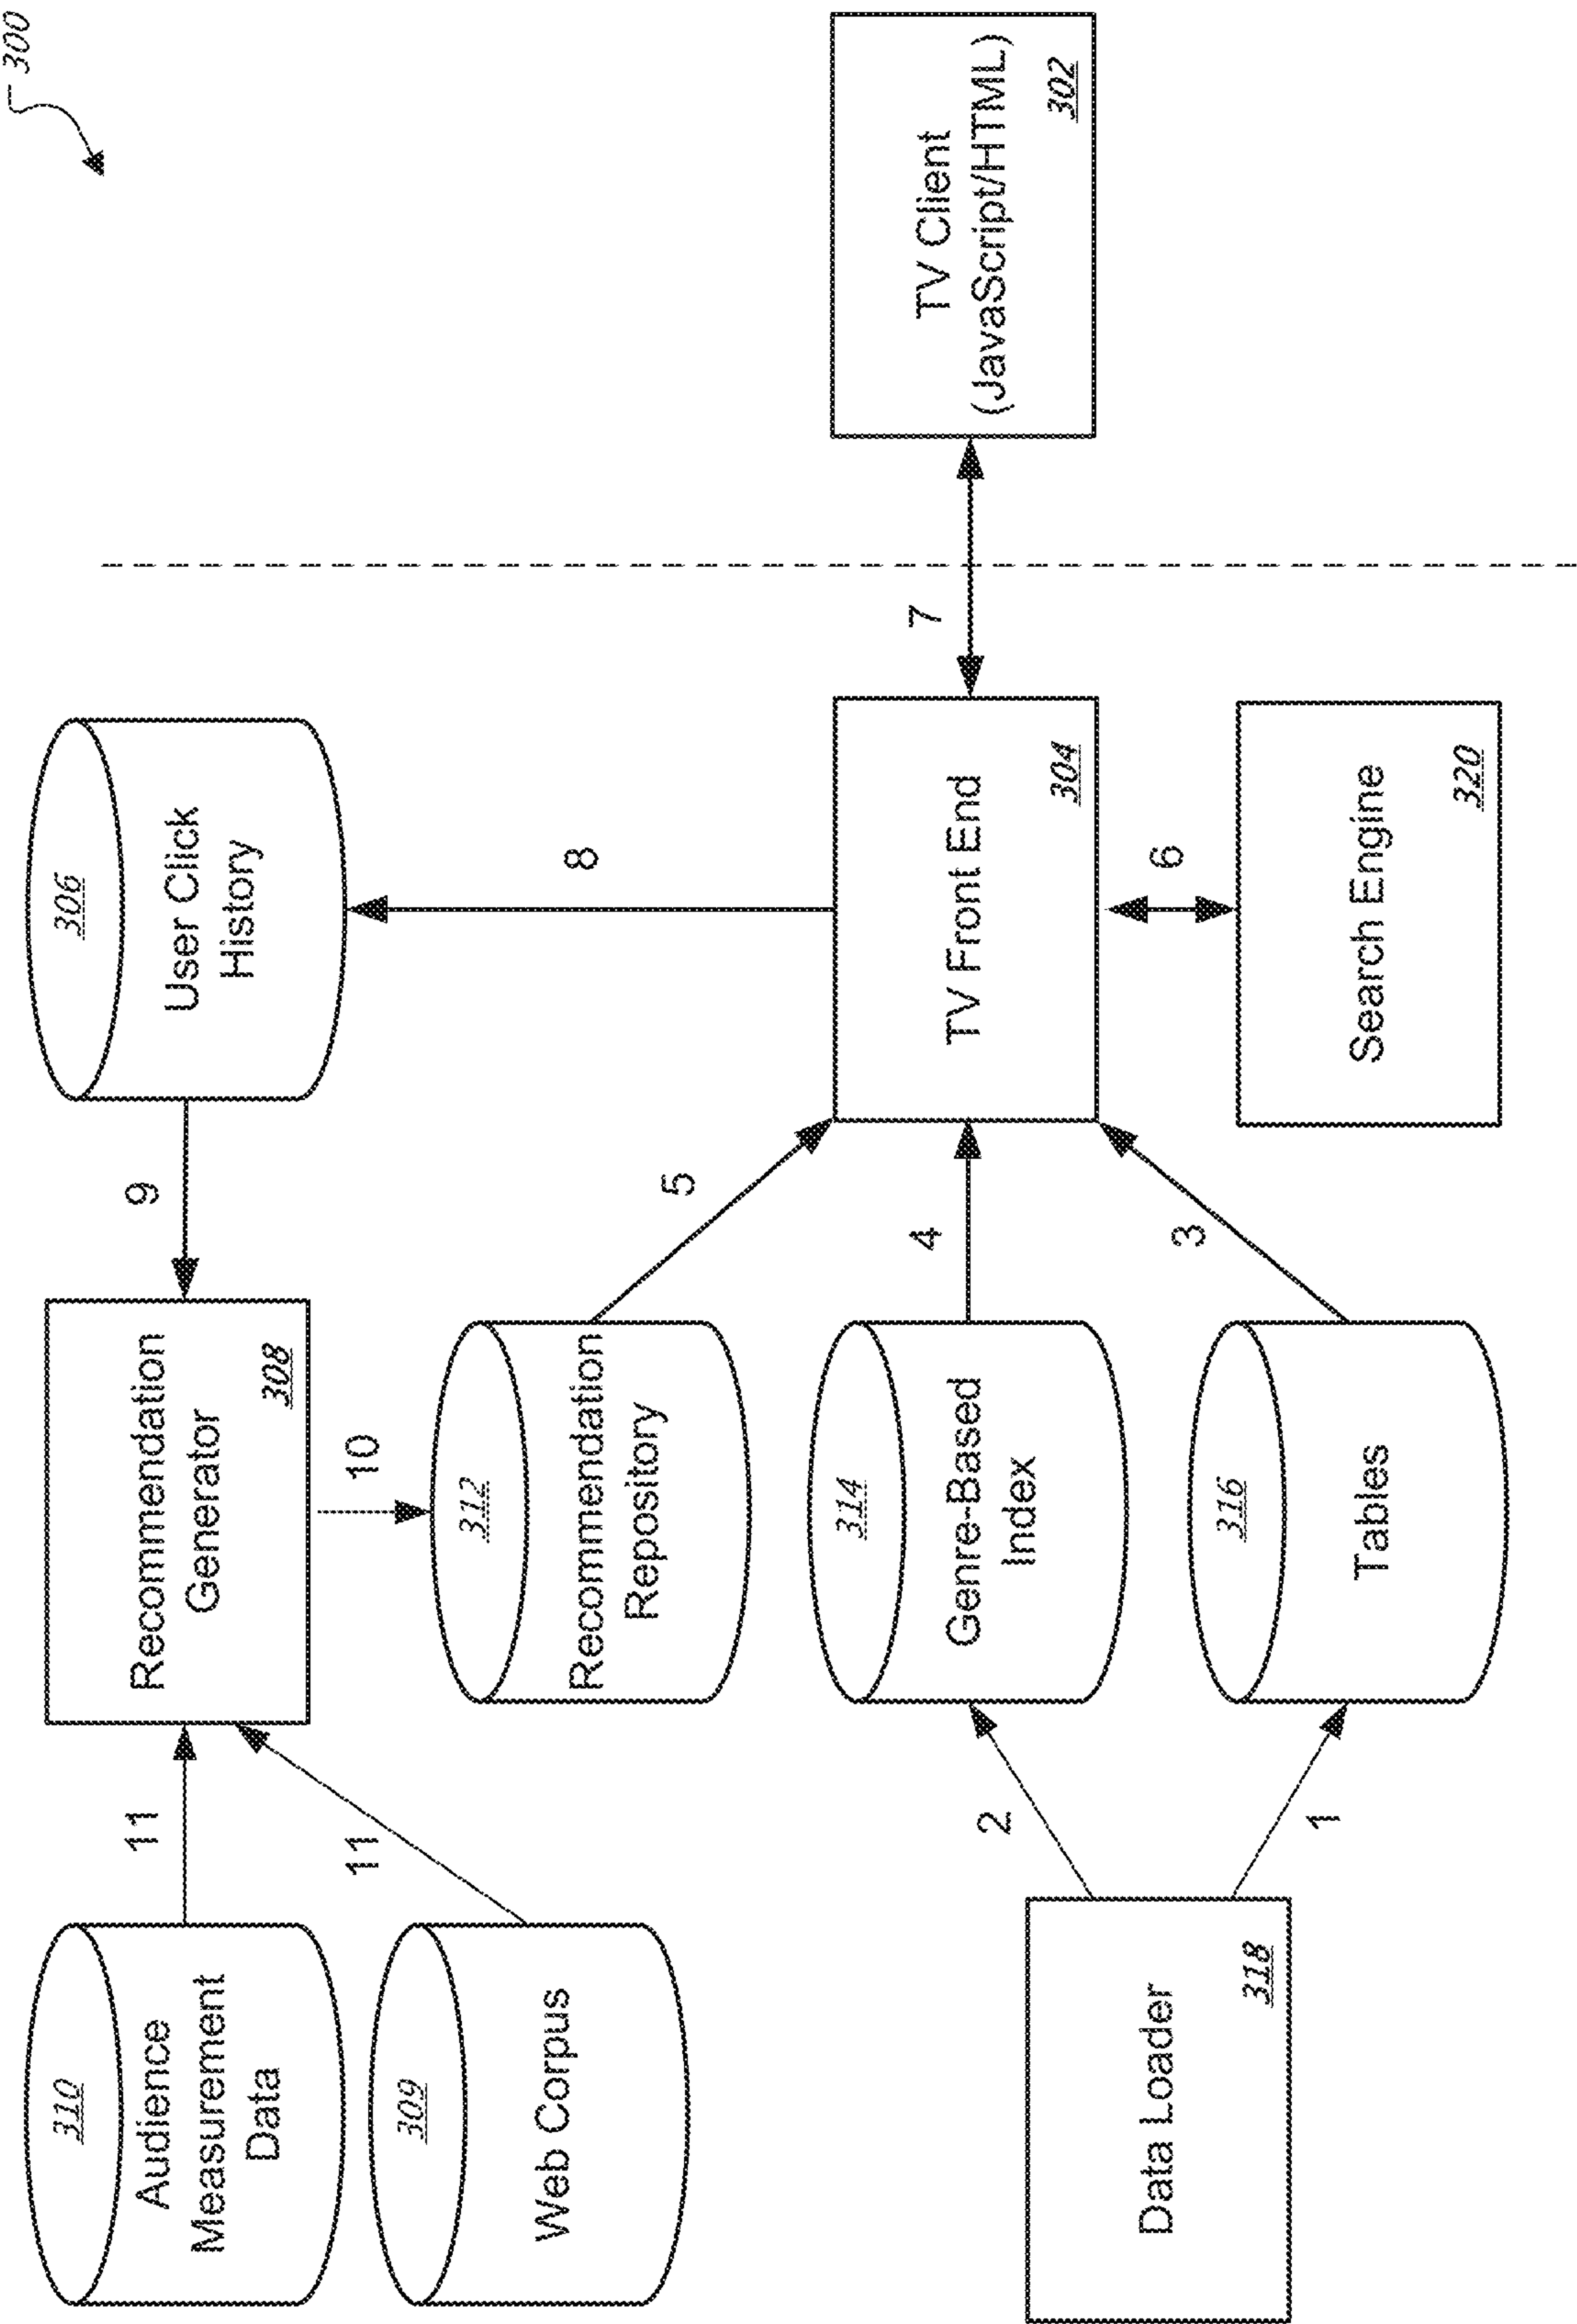 300
310
Audience
Measurement
Data
11
Recommendation
Generator
308
9
306
User Click
History
309
Web Corpus
11
10
312
Recommendation
Repository
5
8
314
Genre-Based
Index
4
TV Front End
304
7
TV Client
(JavaScript/HTML)
302
Data Loader
318
2
1
316
Tables
3
6
Search Engine
320